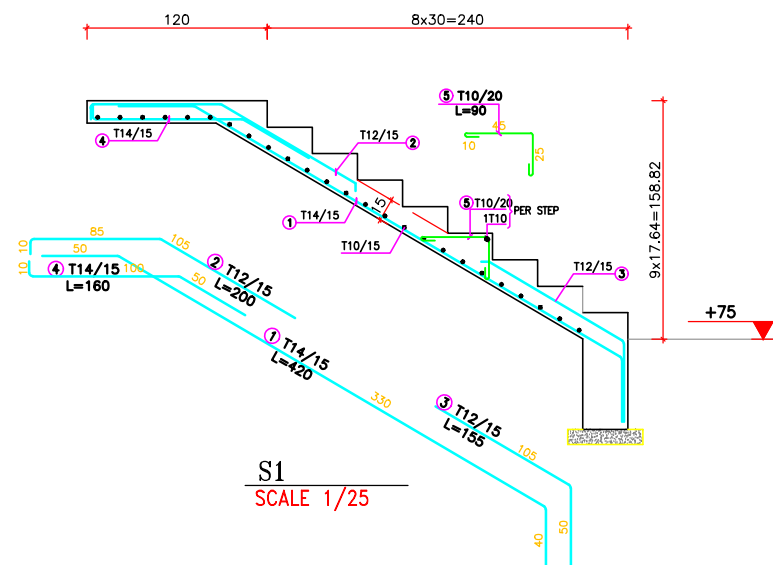 120
8x30=240
5 T10/20
L=90
45
10
25
4
T14/15
T12/15
2
1
T14/15
15
5 T10/20
1T10
PER STEP
T10/15
T12/15
3
9x17.64=158.82
+75
85
105
10
10
50
4 T14/15
L=160
100
50
2 T12/15
L=200
1 T14/15
L=420
330
3 T12/15
L=155
105
40
50
S1
SCALE 1/25